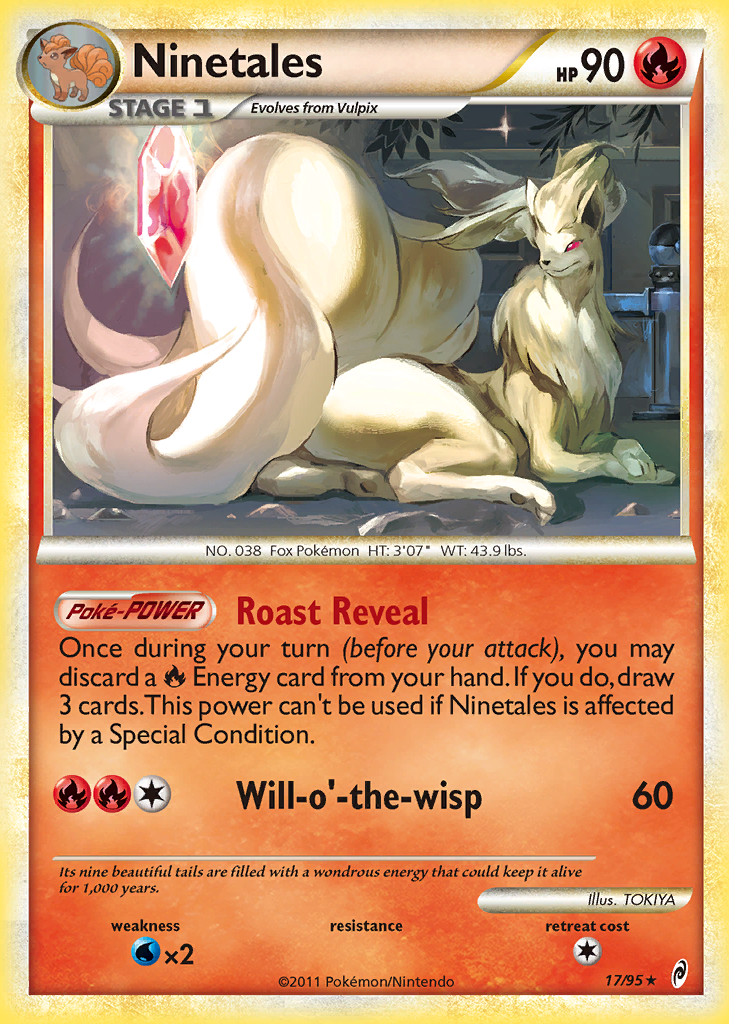 Ninetales
HP 90
STAGE 1
Evolves from Vulpix
NO. 038 Fox Pokémon HT: 3'07" WT: 43.9 lbs.
Poké-POWER Roast Reveal
Once during your turn (before your attack), you may
discard a Energy card from your hand. If you do, draw
3 cards. This power can't be used if Ninetales is affected
by a Special Condition.
Will-o'-the-wisp 60
Its nine beautiful tails are filled with a wondrous energy that could keep it alive
for 1,000 years.
Illus. TOKIYA
weakness resistance retreat cost
×2
©2011 Pokémon/Nintendo 17/95 ★